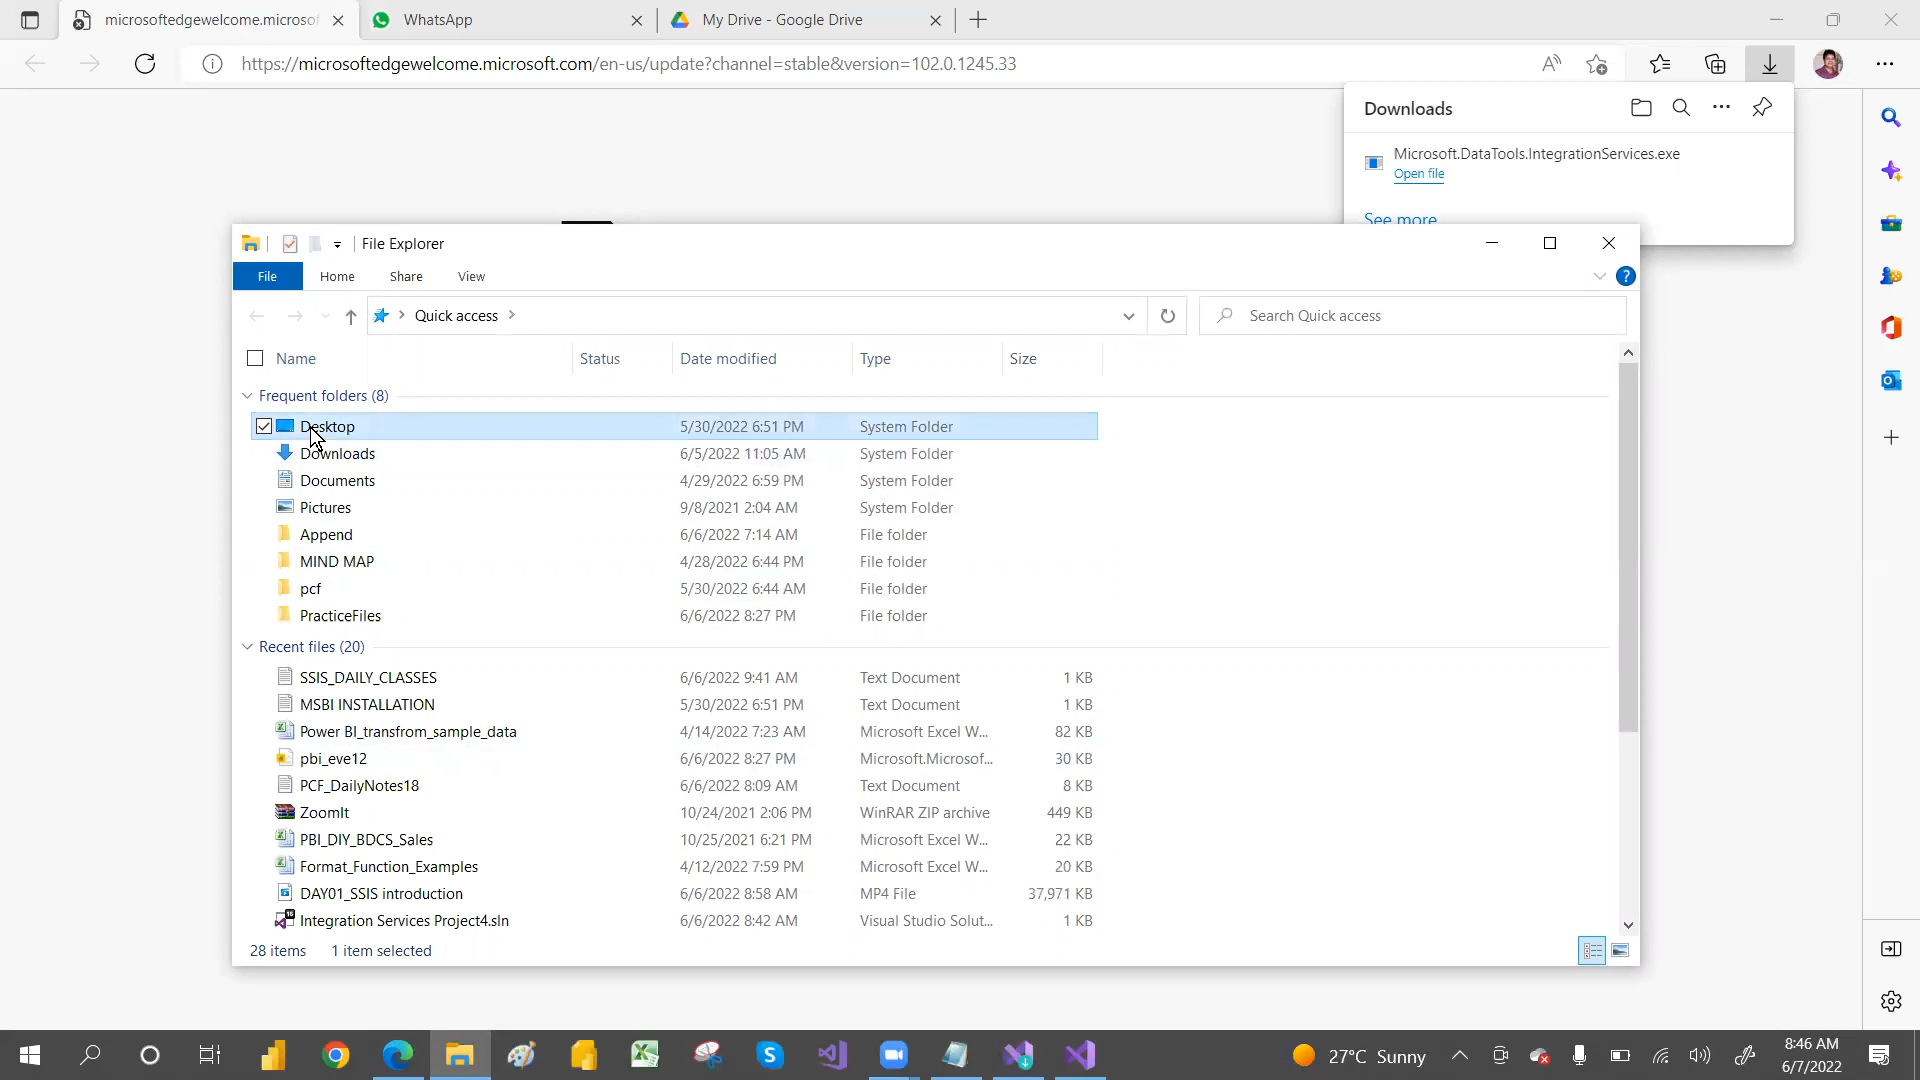 microsoftedgewelcome.microsof
WhatsApp
My Drive - Google Drive
https://microsoftedgewelcome.microsoft.com/en-us/update?channel=stable&version=102.0.1245.33
Downloads
Microsoft.DataTools.IntegrationServices.exe
Open file
See more
File Explorer
File Home Share View
Quick access
Search Quick access
Name Status Date modified Type Size
Frequent folders (8)
Desktop 5/30/2022 6:51 PM System Folder
Downloads 6/5/2022 11:05 AM System Folder
Documents 4/29/2022 6:59 PM System Folder
Pictures 9/8/2021 2:04 AM System Folder
Append 6/6/2022 7:14 AM File folder
MIND MAP 4/28/2022 6:44 PM File folder
pcf 5/30/2022 6:44 AM File folder
PracticeFiles 6/6/2022 8:27 PM File folder
Recent files (20)
SSIS_DAILY_CLASSES 6/6/2022 9:41 AM Text Document 1 KB
MSBI INSTALLATION 5/30/2022 6:51 PM Text Document 1 KB
Power BI_transfrom_sample_data 4/14/2022 7:23 AM Microsoft Excel W... 82 KB
pbi_eve12 6/6/2022 8:27 PM Microsoft.Microsof... 30 KB
PCF_DailyNotes18 6/6/2022 8:09 AM Text Document 8 KB
ZoomIt 10/24/2021 2:06 PM WinRAR ZIP archive 449 KB
PBI_DIY_BDCS_Sales 10/25/2021 6:21 PM Microsoft Excel W... 22 KB
Format_Function_Examples 4/12/2022 7:59 PM Microsoft Excel W... 20 KB
DAY01_SSIS introduction 6/6/2022 8:58 AM MP4 File 37,971 KB
Integration Services Project4.sln 6/6/2022 8:42 AM Visual Studio Solut... 1 KB
28 items 1 item selected
27°C Sunny
8:46 AM
6/7/2022